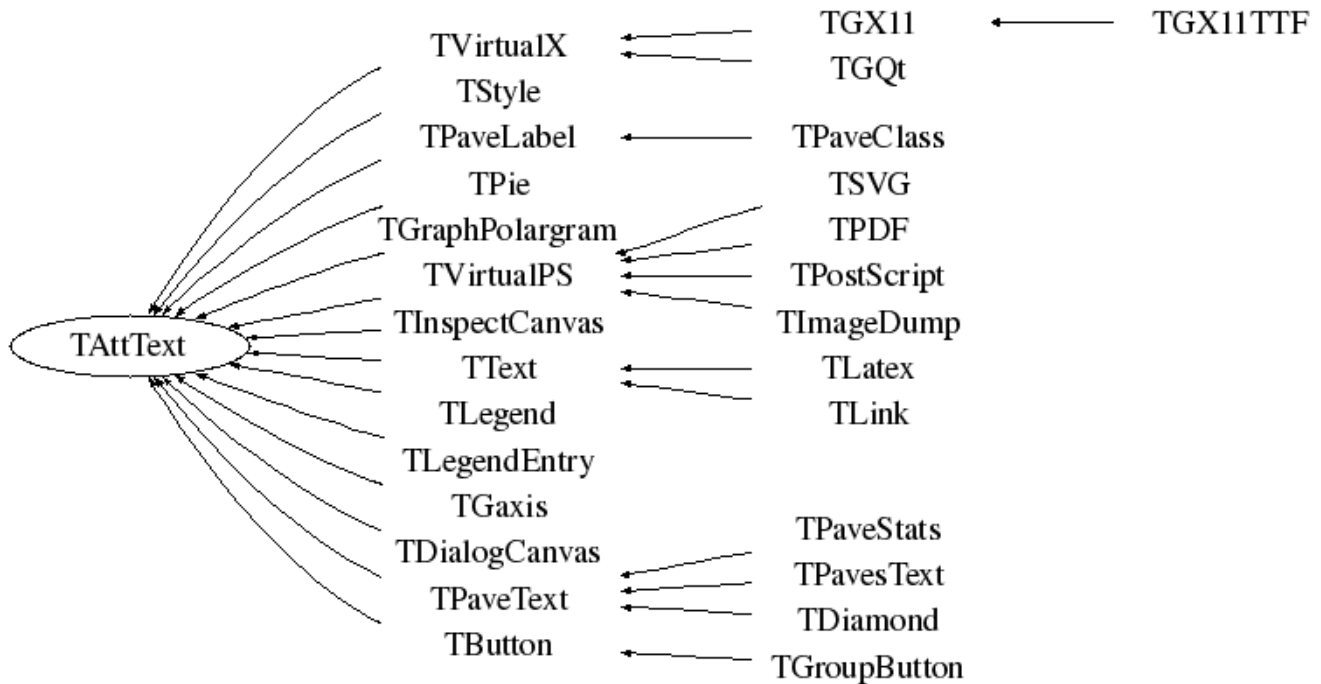 TAttText
TVirtualX
TStyle
TPaveLabel
TPie
TGraphPolargram
TVirtualPS
TInspectCanvas
TText
TLegend
TLegendEntry
TGaxis
TDialogCanvas
TPaveText
TButton
TGX11
TGQt
TPaveClass
TSVG
TPDF
TPostScript
TImageDump
TLatex
TLink
TPaveStats
TPavesText
TDiamond
TGroupButton
TGX11TTF